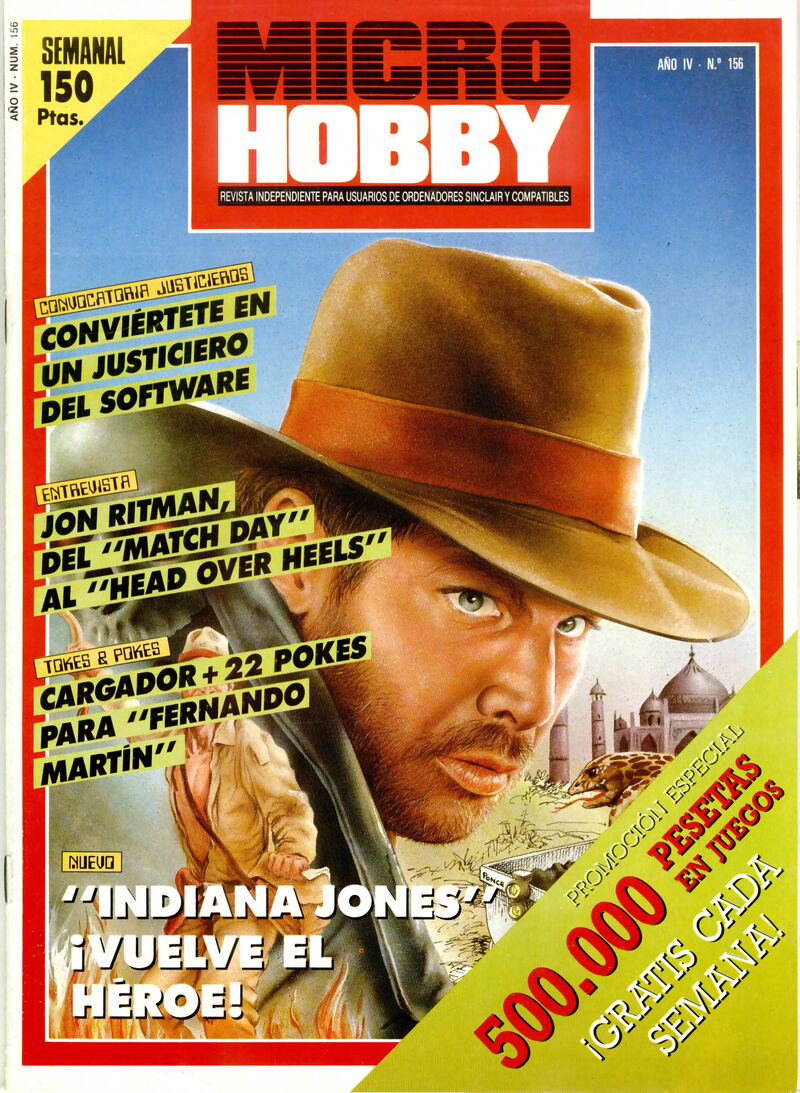 AÑO IV - NUM. 156
SEMANAL
150
Ptas.
MICRO
HOBBY
REVISTA INDEPENDIENTE PARA USUARIOS DE ORDENADORES SINCLAIR Y COMPATIBLES
AÑO IV - N.º 156
CONVOCATORIA JUSTICIEROS
CONVIÉRTETE EN
UN JUSTICIERO
DEL SOFTWARE
ENTREVISTA
JON RITMAN,
DEL "MATCH DAY"
AL "HEAD OVER HEELS"
TOKES & POKES
CARGADOR + 22 POKES
PARA "FERNANDO
MARTÍN"
NUEVO
"INDIANA JONES"
¡VUELVE EL
HÉROE!
PONCE
PROMOCIÓN ESPECIAL
500.000 PESETAS
EN JUEGOS
¡GRATIS CADA
SEMANA!